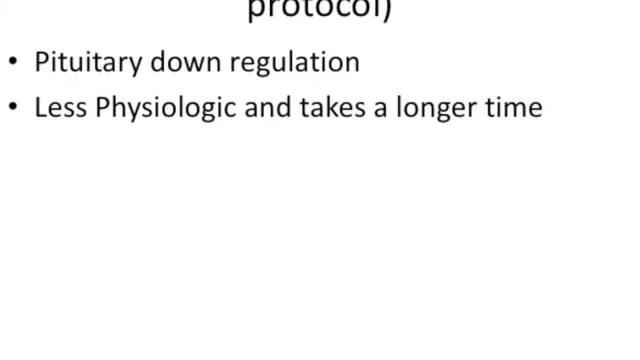 protocol)
• Pituitary down regulation
• Less Physiologic and takes a longer time